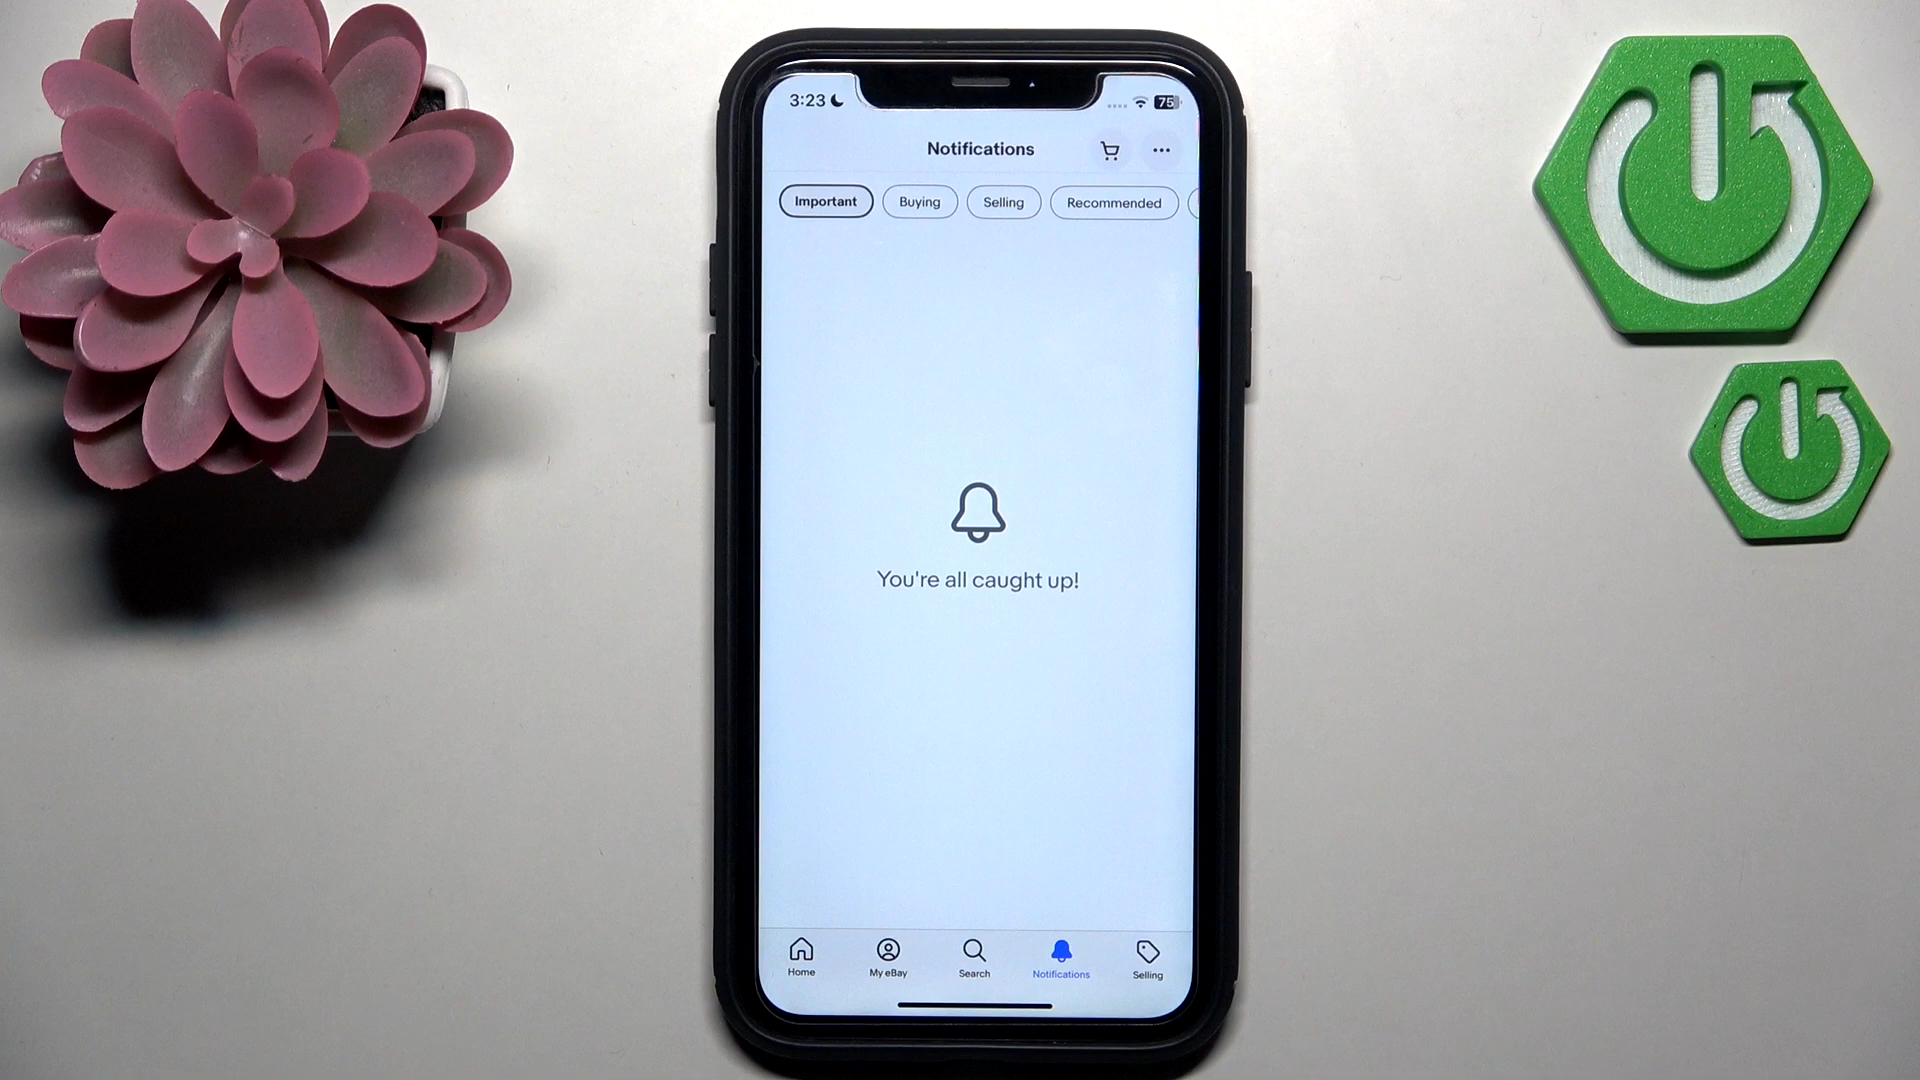 3:23
75
Notifications
Important
Buying
Selling
Recommended
You're all caught up!
Home
My eBay
Search
Notifications
Selling